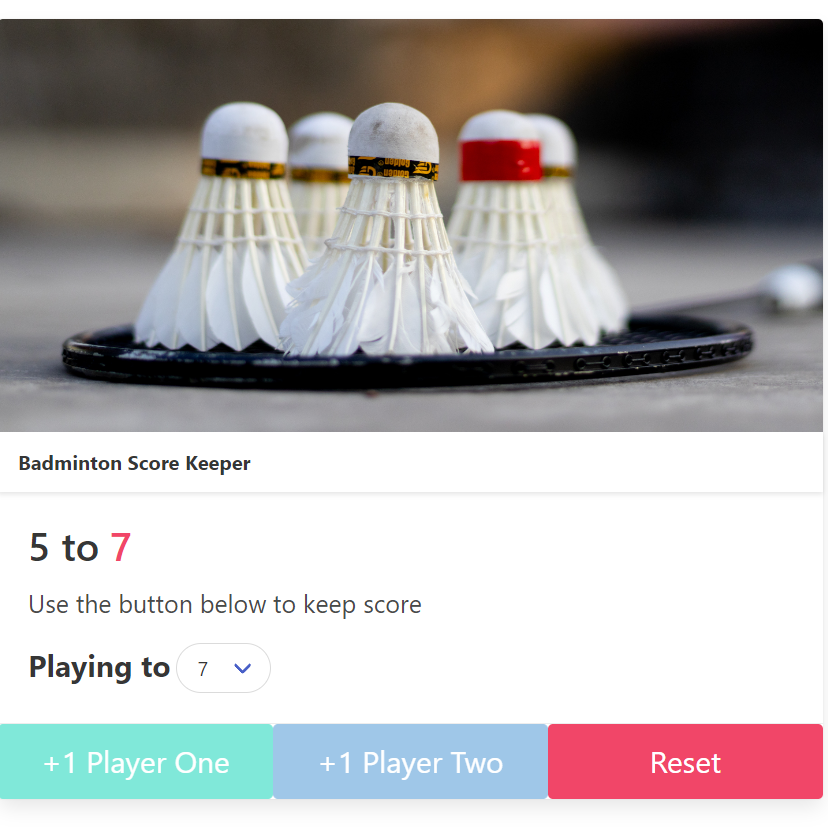 Badminton Score Keeper
5 to 7
Use the button below to keep score
Playing to 7
+1 Player One +1 Player Two Reset